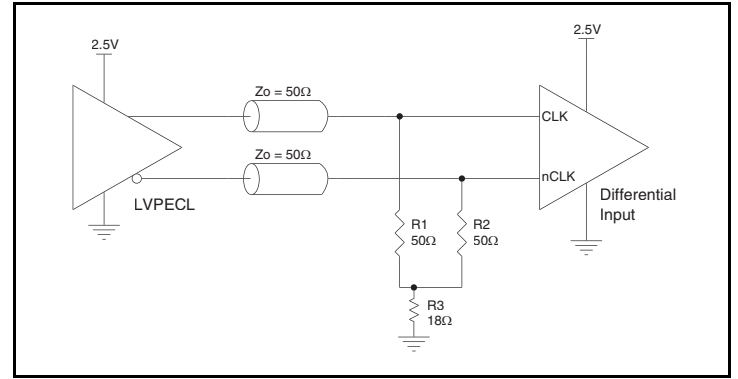 2.5V
2.5V
Zo = 50Ω
CLK
Zo = 50Ω
nCLK
LVPECL
Differential
Input
R1
50Ω
R2
50Ω
R3
18Ω